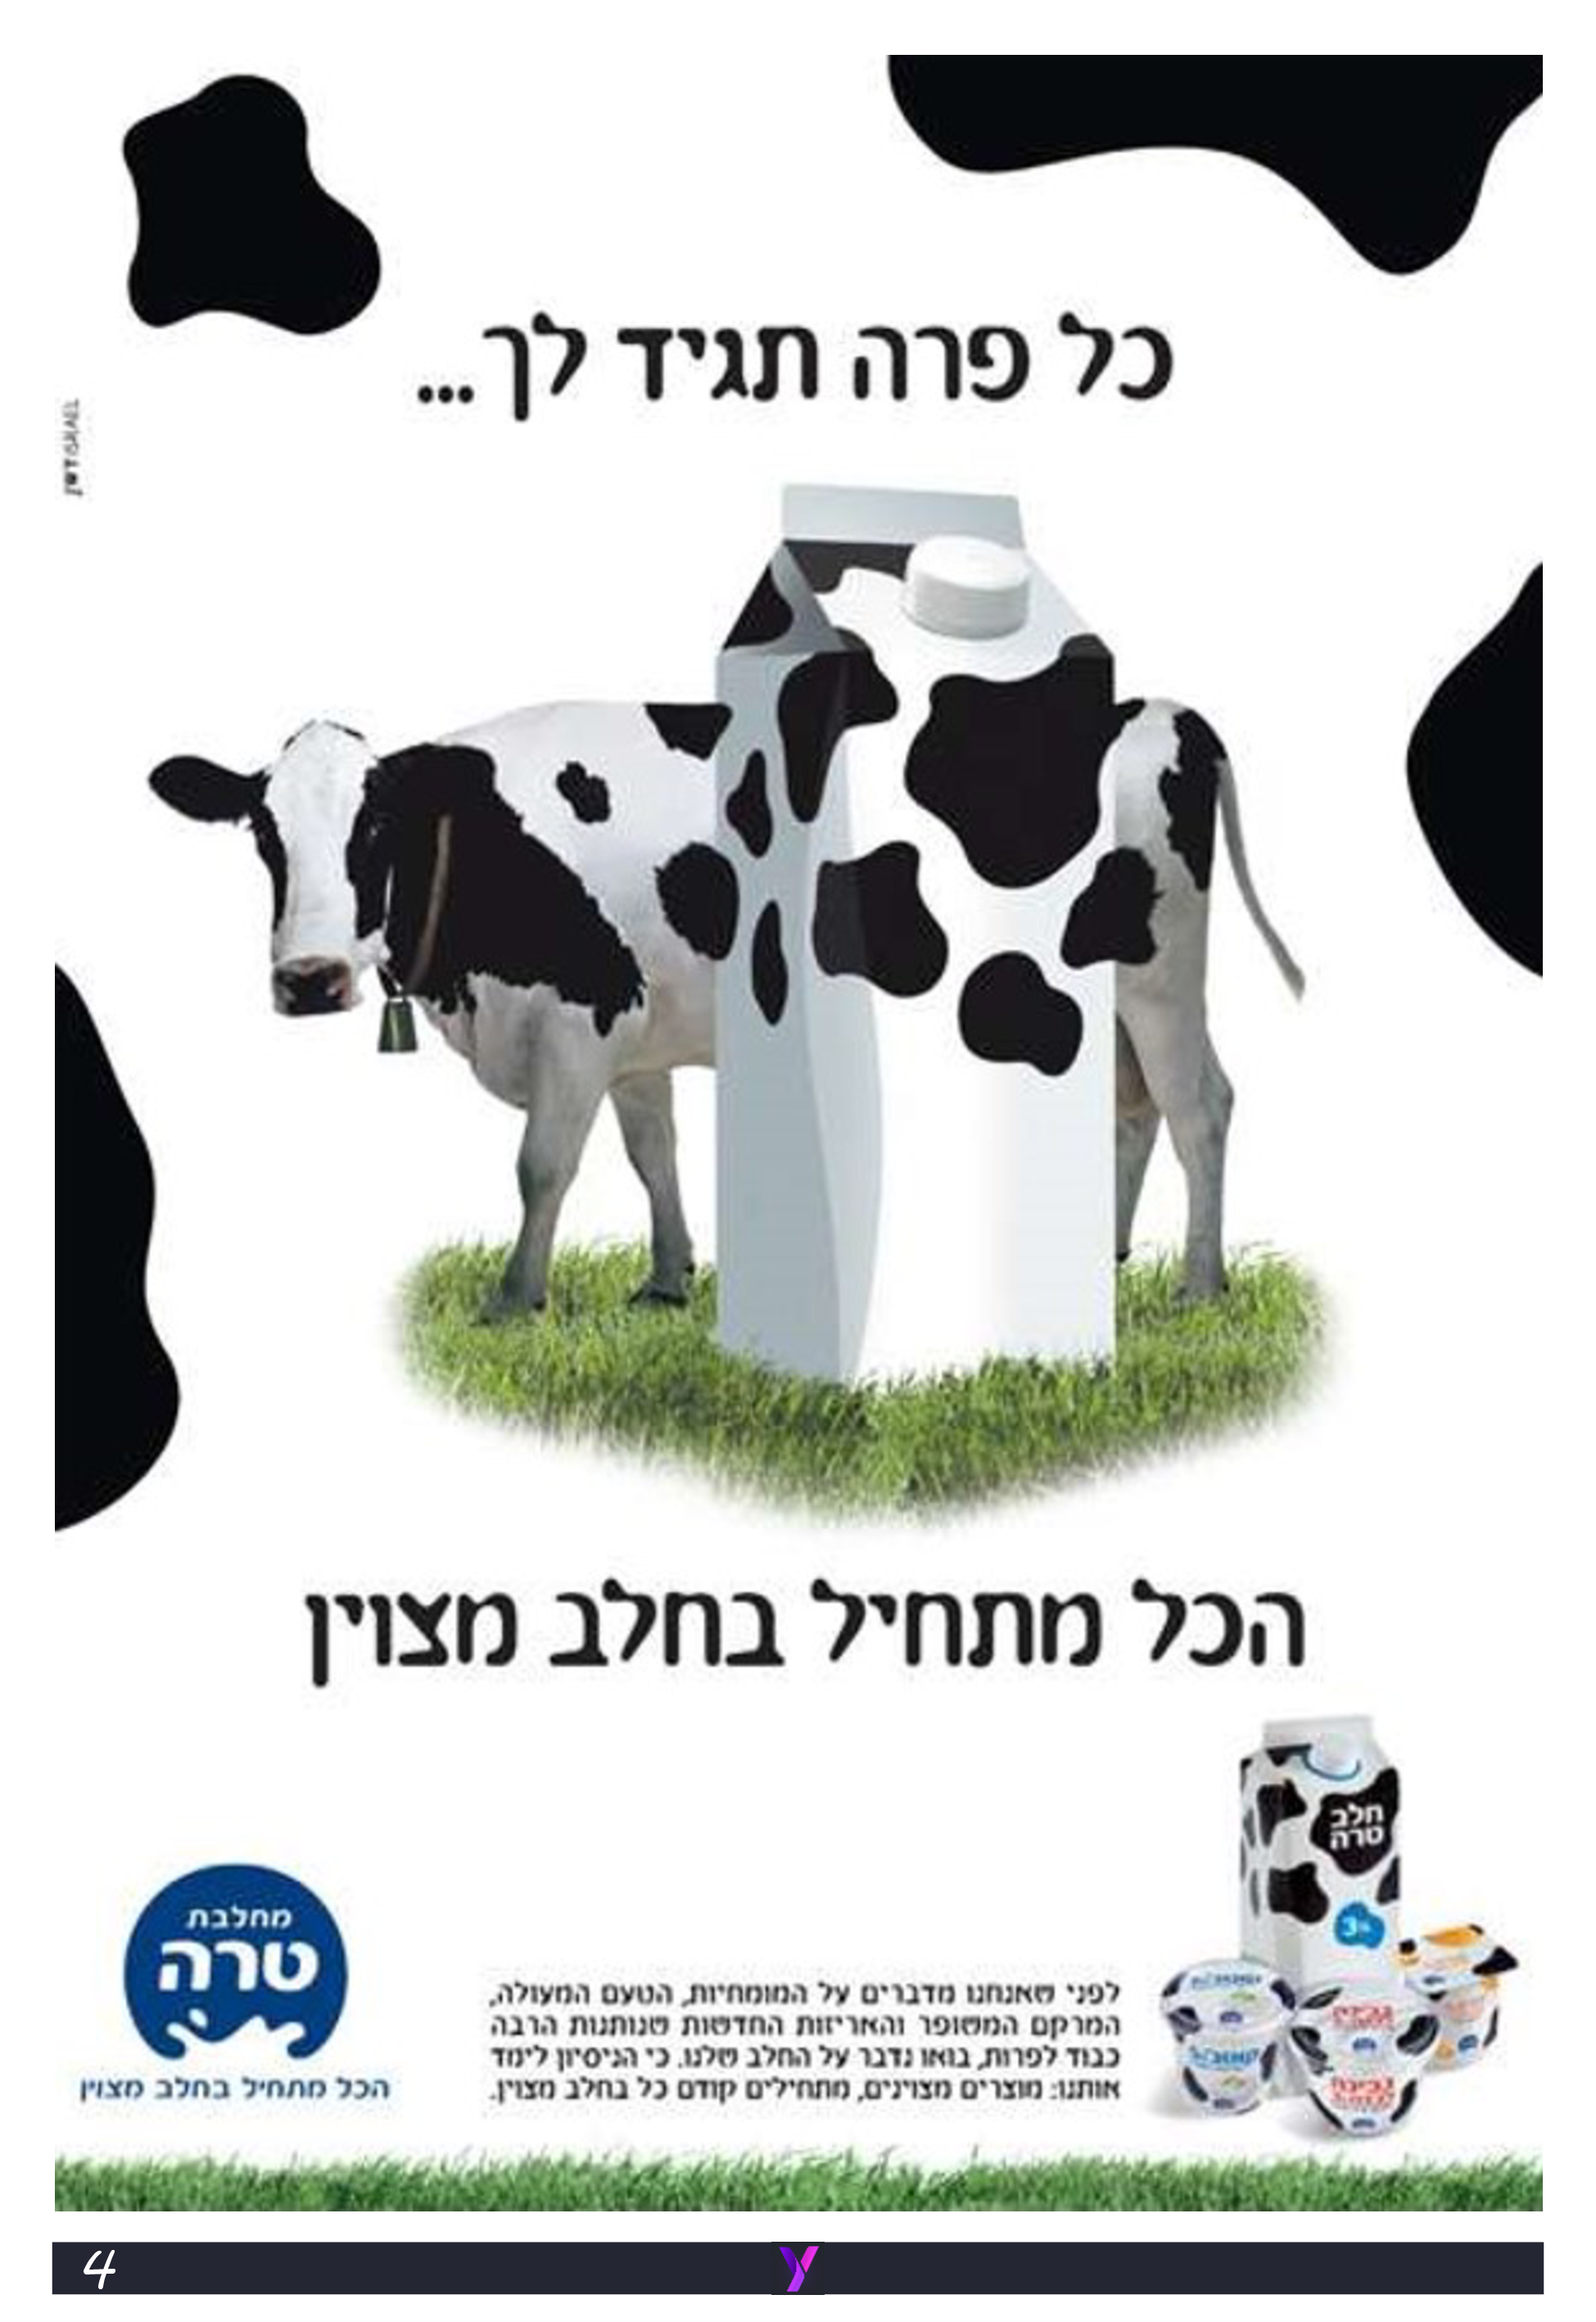 כל פרה תגיד לך...
הכל מתחיל בחלב מצוין
חלב
טרה
3%
לפני שאנחנו מדברים על המומחיות, הטעם המעולה,
המרקם המשופר והאריזות החדשות שנותנות הרבה
כבוד לפרות, בואו נדבר על החלב שלנו. כי הניסיון לימד
אותנו: מוצרים מצוינים, מתחילים קודם כל בחלב מצוין.
מחלבת
טרה
הכל מתחיל בחלב מצוין
4